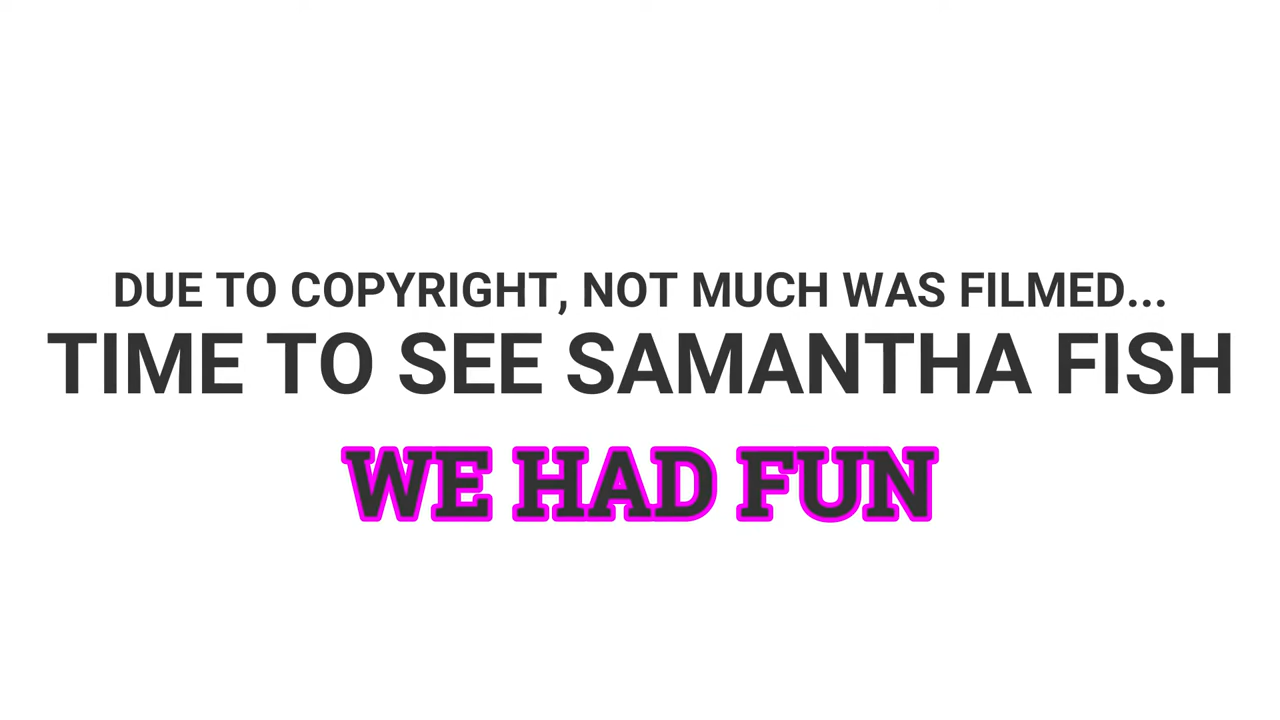 DUE TO COPYRIGHT, NOT MUCH WAS FILMED...
TIME TO SEE SAMANTHA FISH
WE HAD FUN